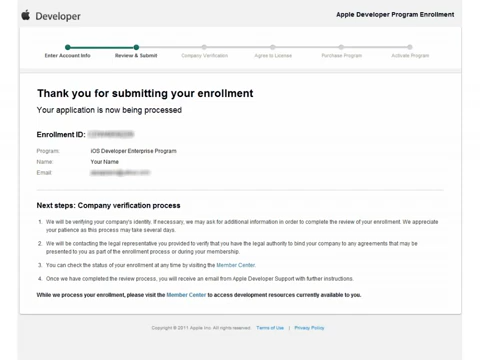 Developer
Apple Developer Program Enrollment
Enter Account Info
Review & Submit
Company Verification
Agree to License
Purchase Program
Activate Program
Thank you for submitting your enrollment
Your application is now being processed
Enrollment ID:
Program: iOS Developer Enterprise Program
Name: Your Name
Email:
Next steps: Company verification process
1. We will be verifying your company's identity. If necessary, we may ask for additional information in order to complete the review of your enrollment. We appreciate
your patience as this process may take several days.
2. We will be contacting the legal representative you provided to verify that you have the legal authority to bind your company to any agreements that may be
presented to you as part of the enrollment process or during your membership.
3. You can check the status of your enrollment at any time by visiting the Member Center.
4. Once we have completed the review process, you will receive an email from Apple Developer Support with further instructions.
While we process your enrollment, please visit the Member Center to access development resources currently available to you.
Copyright © 2011 Apple Inc. All rights reserved. Terms of Use | Privacy Policy